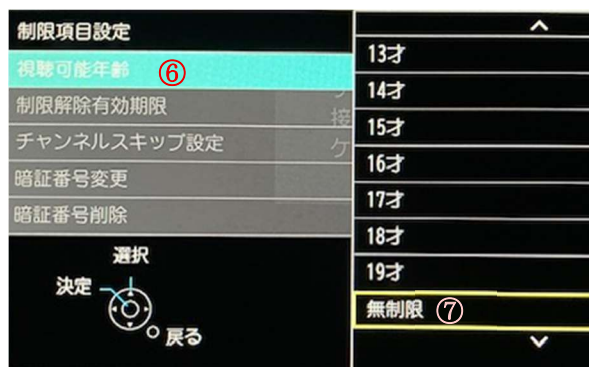 制限項目設定
視聴可能年齢 ⑥
制限解除有効期限
チャンネルスキップ設定
暗証番号変更
暗証番号削除
接
ケ
選択
決定
戻る
13才
14才
15才
16才
17才
18才
19才
無制限 ⑦